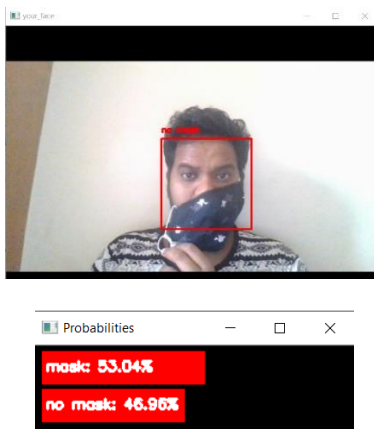 your_face
no mask
Probabilities
mask: 53.04%
no mask: 46.96%